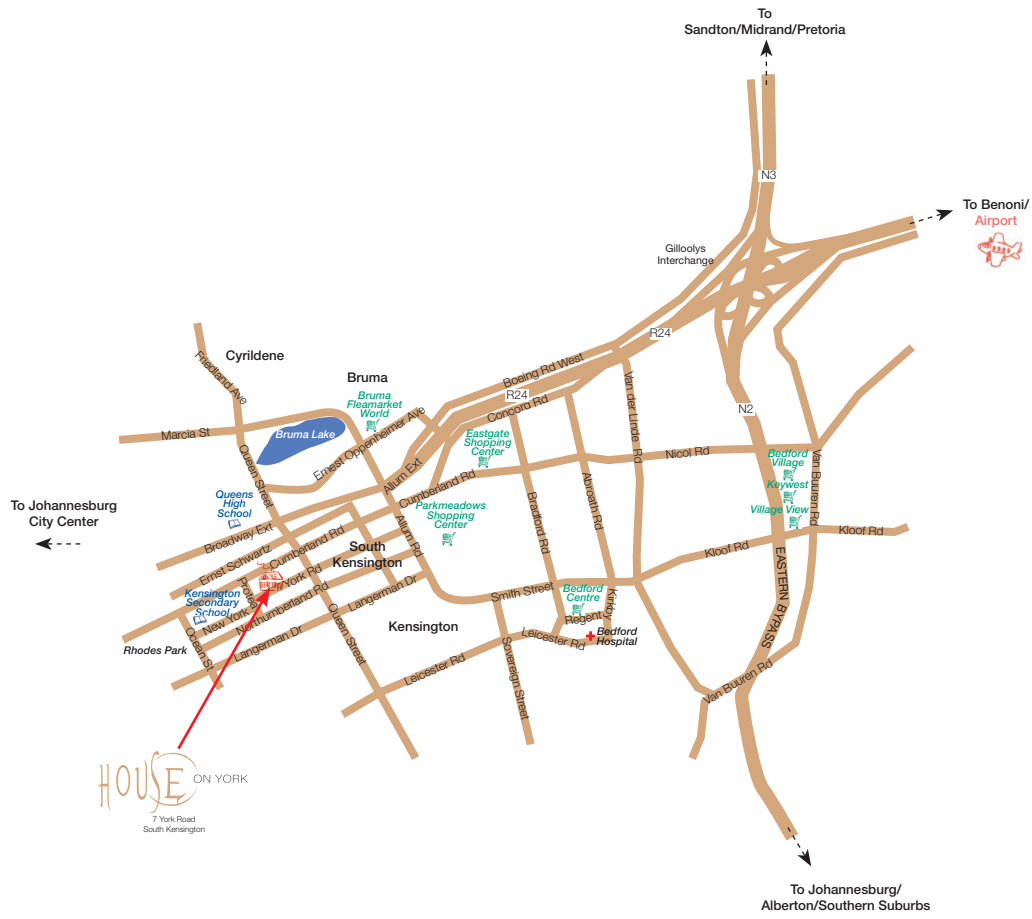 To
Sandton/Midrand/Pretoria
N3
To Benoni/
Airport
Gilloolys
Interchange
R24
Cyrildene
Friedland Ave
Bruma
Boeing Rd West
Bruma
Fleamarket
World
R24
Concord Rd
Van der Linde Rd
N2
Marcia St
Bruma Lake
Ernest Oppenheimer Ave
Eastgate
Shopping
Center
Nicol Rd
Bedford
Village
Keywest
Village View
Van Buuren Rd
Queen Street
Allum Ext
Cumberland Rd
Queens
High
School
To Johannesburg
City Center
Parkmeadows
Shopping
Center
Bradford Rd
Abroath Rd
Broadway Ext
Allum Rd
Kloof Rd
Kloof Rd
Ernst Schwartz
Cumberland Rd
South
Kensington
EASTERN BYPASS
York Rd
Protea
New York
Northumberland Rd
Langerman Dr
Kensington
Secondary
School
Smith Street
Bedford
Centre
Kirkby
Regent
Bedford
Hospital
Kensington
Leicester Rd
Rhodes Park
Ocean St
Langerman Dr
Queen Street
Leicester Rd
Sovereign Street
Van Buuren Rd
HOUSE
ON YORK
7 York Road
South Kensington
To Johannesburg/
Alberton/Southern Suburbs